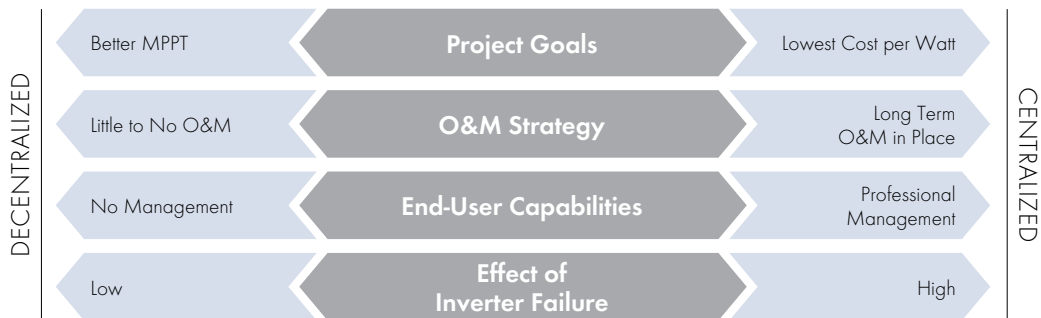 DECENTRALIZED
Better MPPT
Project Goals
Lowest Cost per Watt
Little to No O&M
O&M Strategy
Long Term
O&M in Place
No Management
End-User Capabilities
Professional
Management
Low
Effect of
Inverter Failure
High
CENTRALIZED